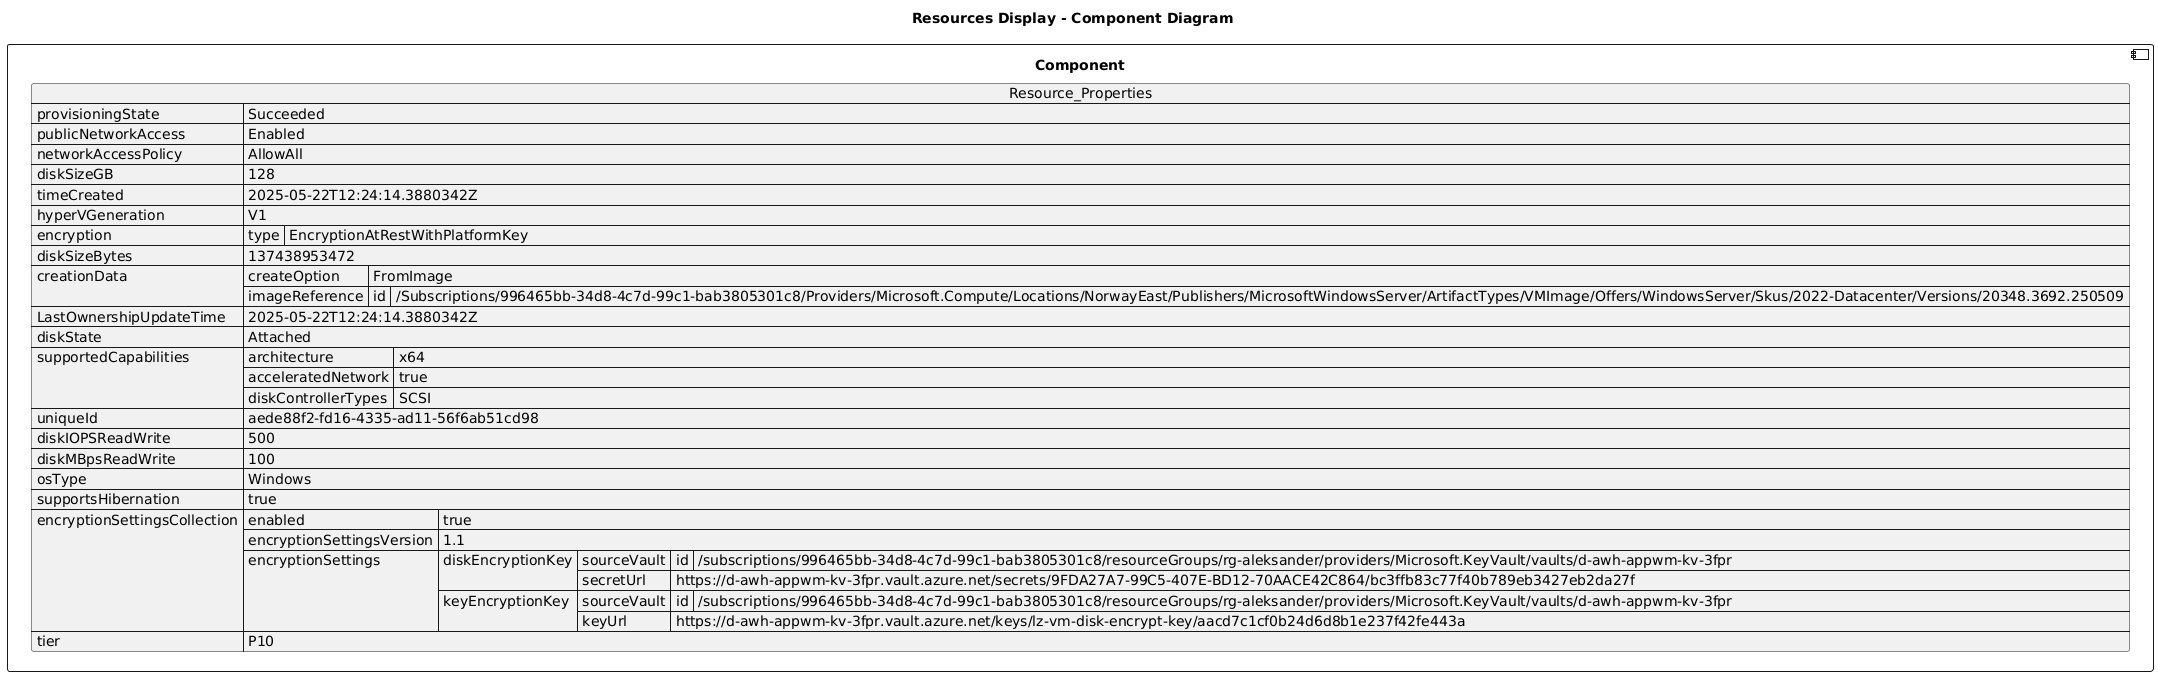 Resources Display - Component Diagram
Component
Resource_Properties
provisioningState Succeeded
publicNetworkAccess Enabled
networkAccessPolicy AllowAll
diskSizeGB 128
timeCreated 2025-05-22T12:24:14.3880342Z
hyperVGeneration V1
encryption type EncryptionAtRestWithPlatformKey
diskSizeBytes 137438953472
creationData createOption FromImage
imageReference id /Subscriptions/996465bb-34d8-4c7d-99c1-bab3805301c8/Providers/Microsoft.Compute/Locations/NorwayEast/Publishers/MicrosoftWindowsServer/ArtifactTypes/VMImage/Offers/WindowsServer/Skus/2022-Datacenter/Versions/20348.3692.250509
LastOwnershipUpdateTime 2025-05-22T12:24:14.3880342Z
diskState Attached
supportedCapabilities architecture x64
acceleratedNetwork true
diskControllerTypes SCSI
uniqueId aede88f2-fd16-4335-ad11-56f6ab51cd98
diskIOPSReadWrite 500
diskMBpsReadWrite 100
osType Windows
supportsHibernation true
encryptionSettingsCollection enabled true
encryptionSettingsVersion 1.1
encryptionSettings diskEncryptionKey sourceVault id /subscriptions/996465bb-34d8-4c7d-99c1-bab3805301c8/resourceGroups/rg-aleksander/providers/Microsoft.KeyVault/vaults/d-awh-appwm-kv-3fpr
secretUrl https://d-awh-appwm-kv-3fpr.vault.azure.net/secrets/9FDA27A7-99C5-407E-BD12-70AACE42C864/bc3ffb83c77f40b789eb3427eb2da27f
keyEncryptionKey sourceVault id /subscriptions/996465bb-34d8-4c7d-99c1-bab3805301c8/resourceGroups/rg-aleksander/providers/Microsoft.KeyVault/vaults/d-awh-appwm-kv-3fpr
keyUrl https://d-awh-appwm-kv-3fpr.vault.azure.net/keys/lz-vm-disk-encrypt-key/aacd7c1cf0b24d6d8b1e237f42fe443a
tier P10